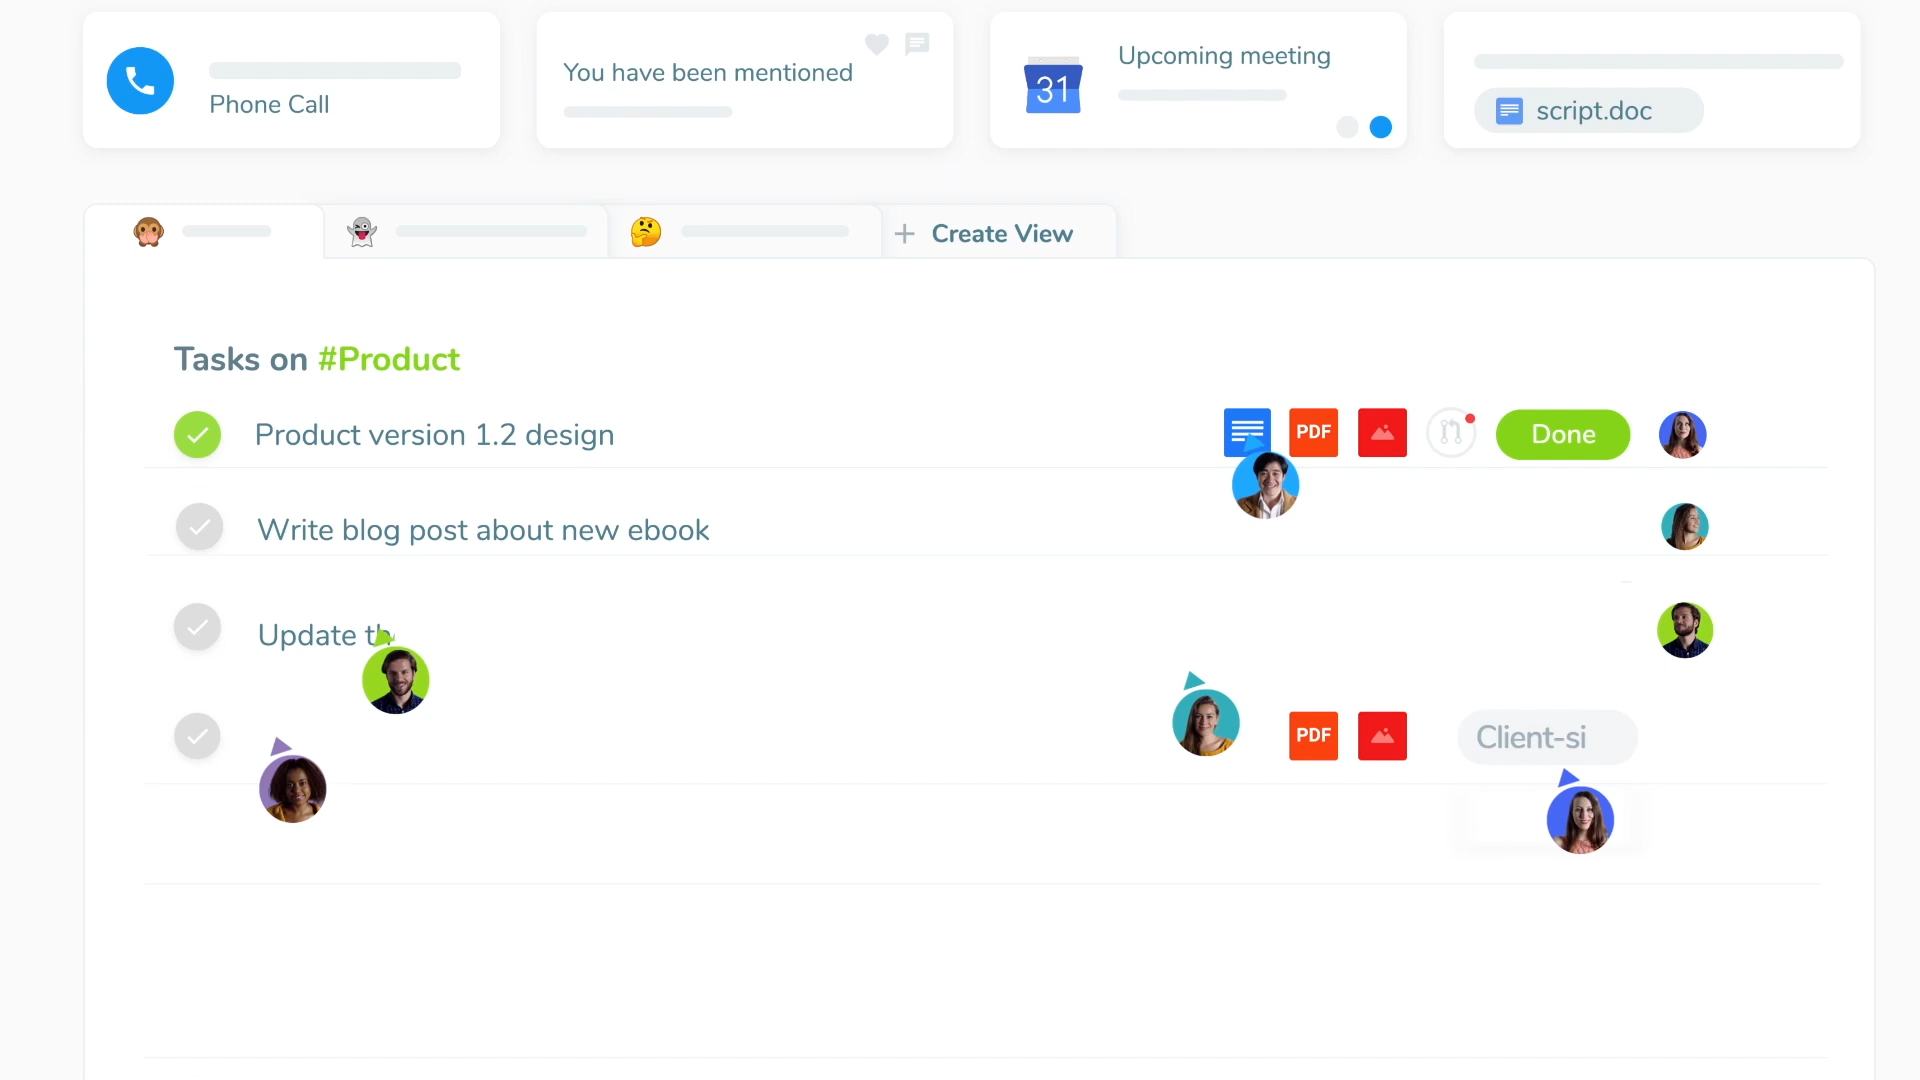 Phone Call
You have been mentioned
31
Upcoming meeting
script.doc
+ Create View
Tasks on #Product
Product version 1.2 design
PDF
Done
Write blog post about new ebook
Update th
PDF
Client-si